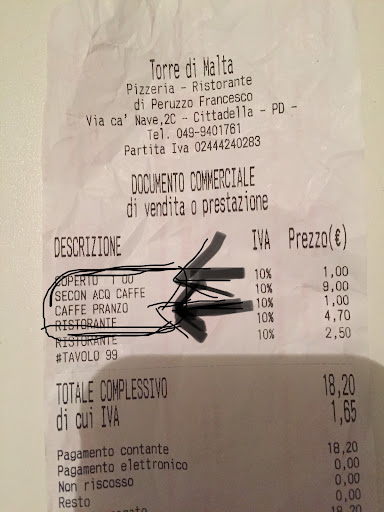 Torre di Malta
Pizzeria - Ristorante
di Peruzzo Francesco
Via ca' Nave,2C - Cittadella - PD -
Tel. 049-9401761
Partita Iva 02444240283
DOCUMENTO COMMERCIALE
di vendita o prestazione
DESCRIZIONE IVA Prezzo(€)
COPERTO 1 00 10% 1,00
SECON ACQ CAFFE 10% 9,00
CAFFE PRANZO 10% 1,00
RISTORANTE 10% 4,70
RISTORANTE 10% 2,50
#TAVOLO 99
TOTALE COMPLESSIVO 18,20
di cui IVA 1,65
Pagamento contante 18,20
Pagamento elettronico 0,00
Non riscosso 0,00
Resto 0,00
18,20